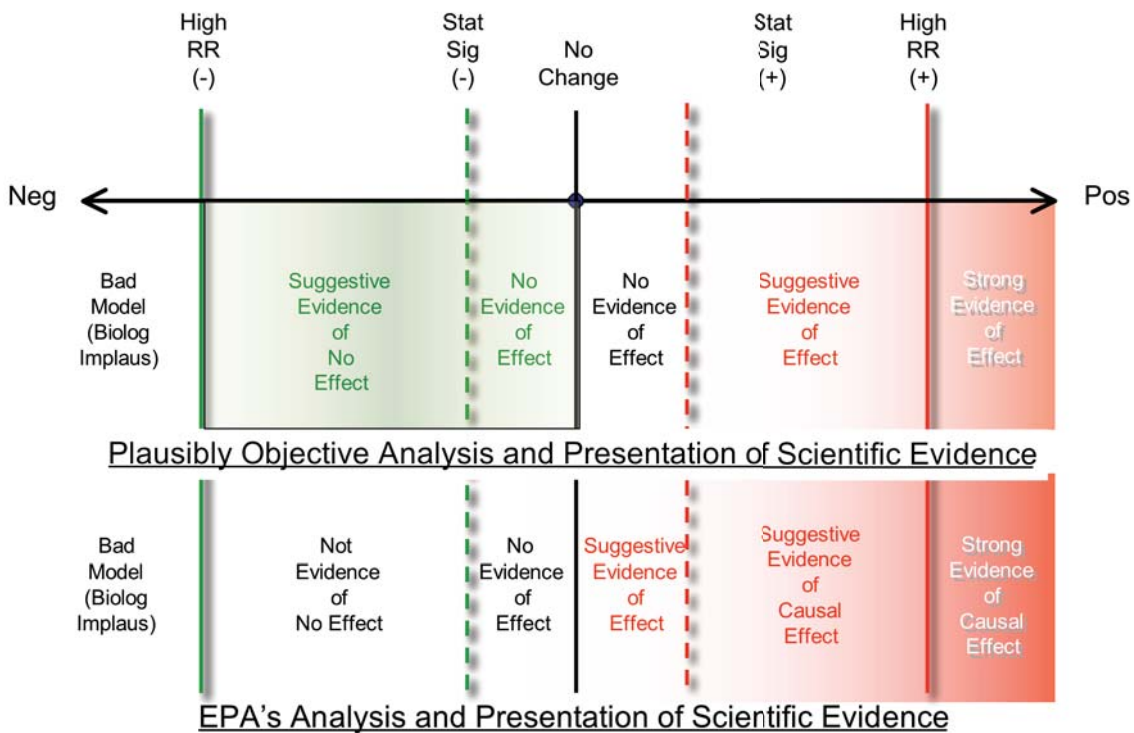 High
RR
(-)
Stat
Sig
(-)
No
Change
Stat
Sig
(+)
High
RR
(+)
Neg
Pos
Bad
Model
(Biolog
Implaus)
Suggestive
Evidence
of
No
Effect
No
Evidence
of
Effect
No
Evidence
of
Effect
Suggestive
Evidence
of
Effect
Strong
Evidence
of
Effect
Plausibly Objective Analysis and Presentation of Scientific Evidence
Bad
Model
(Biolog
Implaus)
Not
Evidence
of
No Effect
No
Evidence
of
Effect
Suggestive
Evidence
of
Effect
Suggestive
Evidence
of
Causal
Effect
Strong
Evidence
of
Causal
Effect
EPA's Analysis and Presentation of Scientific Evidence